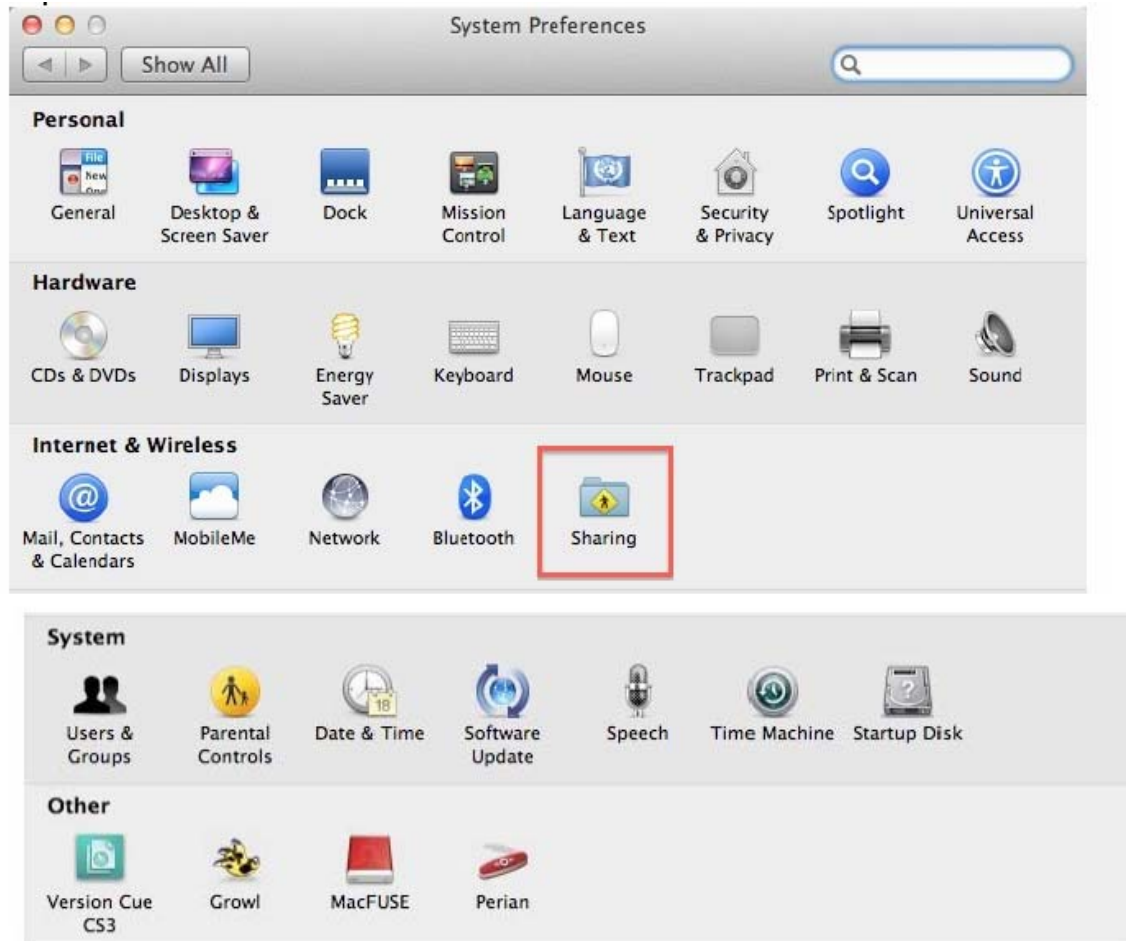 System Preferences
Show All
Personal
File
New
General
Desktop &
Screen Saver
Dock
Mission
Control
Language
& Text
Security
& Privacy
Spotlight
Universal
Access
Hardware
CDs & DVDs
Displays
Energy
Saver
Keyboard
Mouse
Trackpad
Print & Scan
Sound
Internet & Wireless
@
Mail, Contacts
& Calendars
MobileMe
Network
Bluetooth
Sharing
System
Users &
Groups
Parental
Controls
18
Date & Time
Software
Update
Speech
Time Machine
?
Startup Disk
Other
Version Cue
CS3
Growl
MacFUSE
Perian